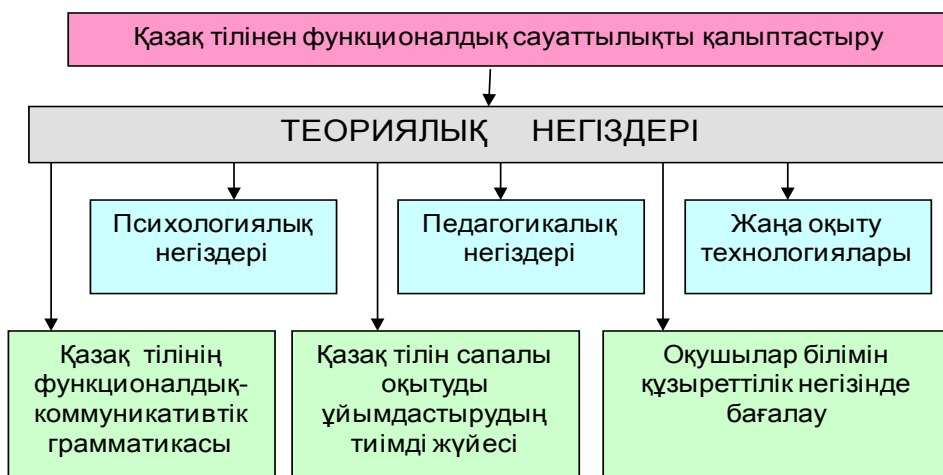 Қазақ тілінен функционалдық сауаттылықты қалыптастыру
ТЕОРИЯЛЫҚ НЕГІЗДЕРІ
Психологиялық
негіздері
Педагогикалық
негіздері
Жаңа оқыту
технологиялары
Қазақ тілінің
функционалдық-
коммуникативтік
грамматикасы
Қазақ тілін сапалы
оқытуды
ұйымдастырудың
тиімді жүйесі
Оқушылар білімін
құзыреттілік негізінде
бағалау